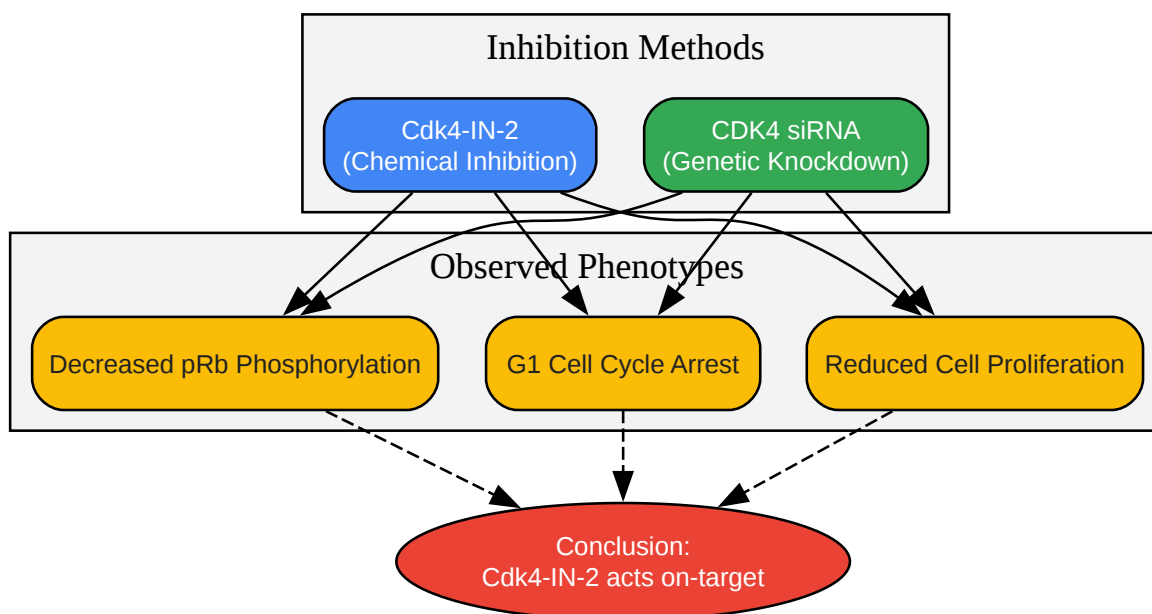 Inhibition Methods
Cdk4-IN-2
(Chemical Inhibition)
CDK4 siRNA
(Genetic Knockdown)
Observed Phenotypes
Decreased pRb Phosphorylation
G1 Cell Cycle Arrest
Reduced Cell Proliferation
Conclusion:
Cdk4-IN-2 acts on-target